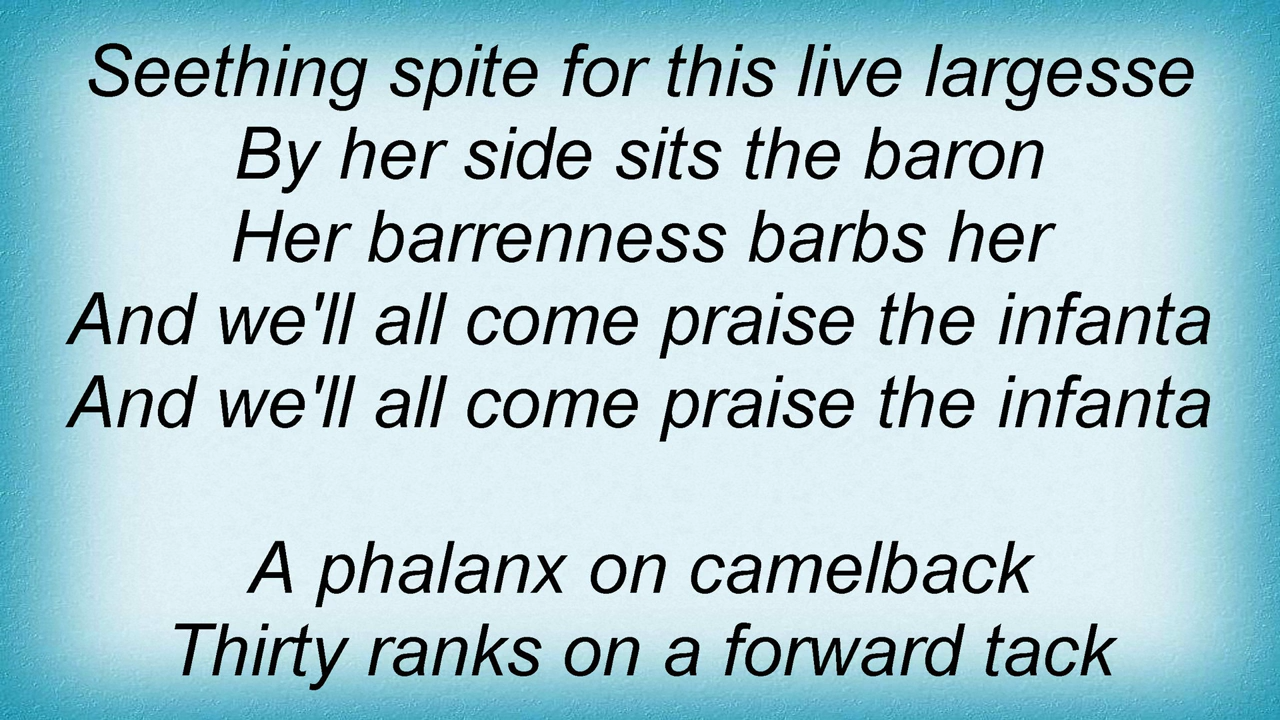 Seething spite for this live largesse
By her side sits the baron
Her barrenness barbs her
And we'll all come praise the infanta
And we'll all come praise the infanta
A phalanx on camelback
Thirty ranks on a forward tack